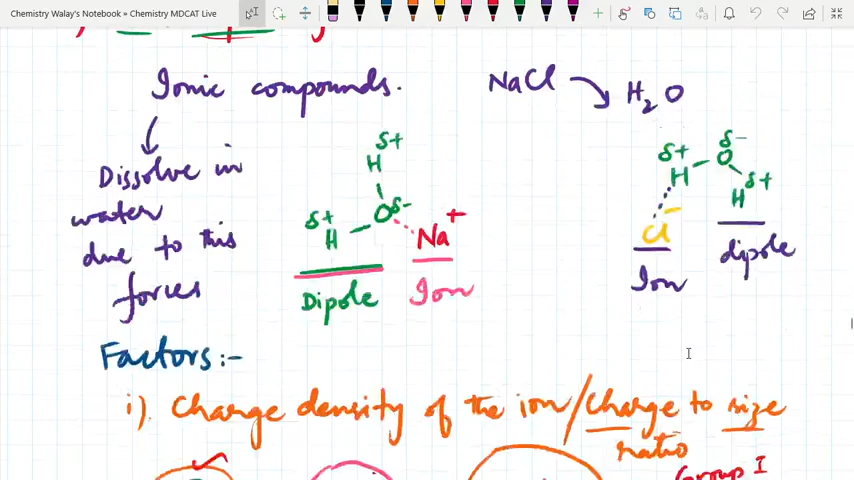 Chemistry Walay's Notebook » Chemistry MDCAT Live
Ionic compounds.
NaCl → H2O
Dissolve in
water
due to this
forces
δ+
H
δ+
H
O δ-
Na+
Dipole
Ion
δ+
H
δ-
O
δ+
H
Cl-
Ion
dipole
Factors:-
i). Charge density of the ion/charge to size
ratio
Group I